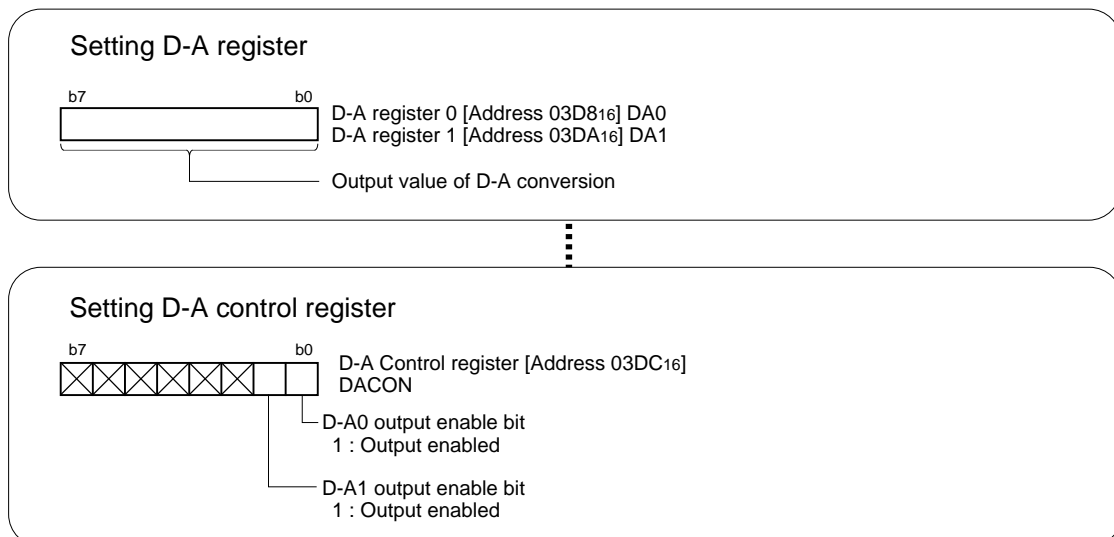 Setting D-A register
b7 b0
D-A register 0 [Address 03D816] DA0
D-A register 1 [Address 03DA16] DA1
Output value of D-A conversion
Setting D-A control register
b7 b0
D-A Control register [Address 03DC16]
DACON
D-A0 output enable bit
1 : Output enabled
D-A1 output enable bit
1 : Output enabled